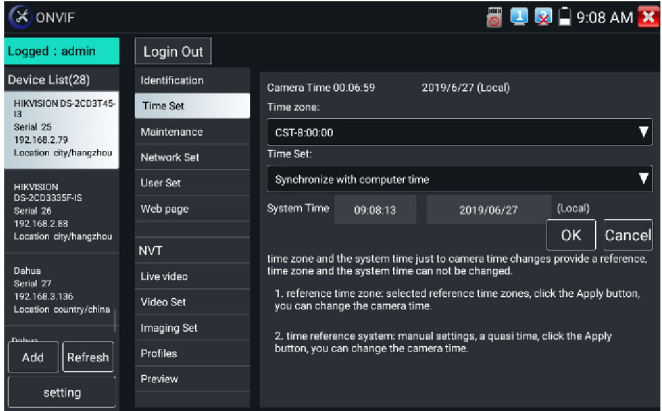 ONVIF
1
2
9:08 AM
Logged : admin
Login Out
Device List(28)
HIKVISION DS-2CD3T45-
I3
Serial 25
192.168.2.79
Location city/hangzhou
HIKVISION
DS-2CD3335F-IS
Serial 26
192.168.2.88
Location city/hangzhou
Dahua
Serial 27
192.168.3.136
Location country/china
Dahua
Add
Refresh
setting
Identification
Time Set
Maintenance
Network Set
User Set
Web page
NVT
Live video
Video Set
Imaging Set
Profiles
Preview
Camera Time 00:06:59 2019/6/27 (Local)
Time zone:
CST-8:00:00
Time Set:
Synchronize with computer time
System Time 09:08:13 2019/06/27 (Local)
OK Cancel
time zone and the system time just to camera time changes provide a reference,
time zone and the system time can not be changed.
1. reference time zone: selected reference time zones, click the Apply button,
you can change the camera time.
2. time reference system: manual settings, a quasi time, click the Apply
button, you can change the camera time.